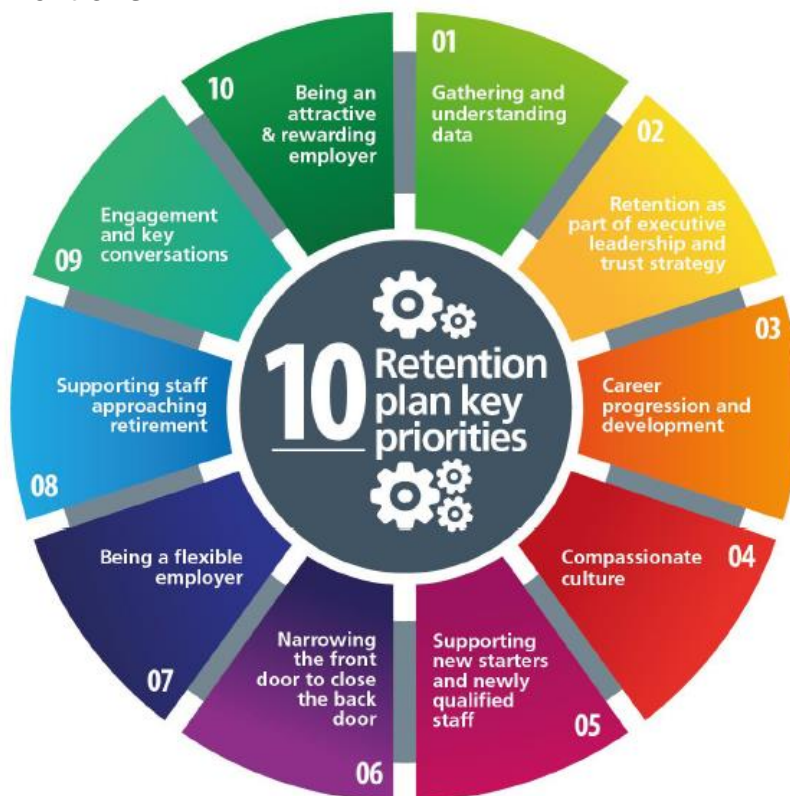 10
Retention
plan key
priorities
01
Gathering and
understanding
data
02
Retention as
part of executive
leadership and
trust strategy
03
Career
progression and
development
04
Compassionate
culture
05
Supporting
new starters
and newly
qualified
staff
06
Narrowing
the front
door to close
the back
door
07
Being a flexible
employer
08
Supporting staff
approaching
retirement
09
Engagement
and key
conversations
10
Being an
attractive
& rewarding
employer